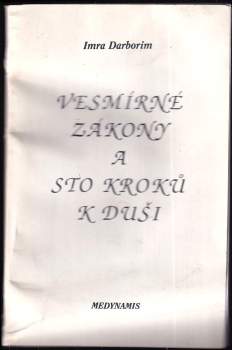 Imra Darborim
VESMÍRNÉ
ZÁKONY
A
STO KROKŮ
K DUŠI
MEDYNAMIS